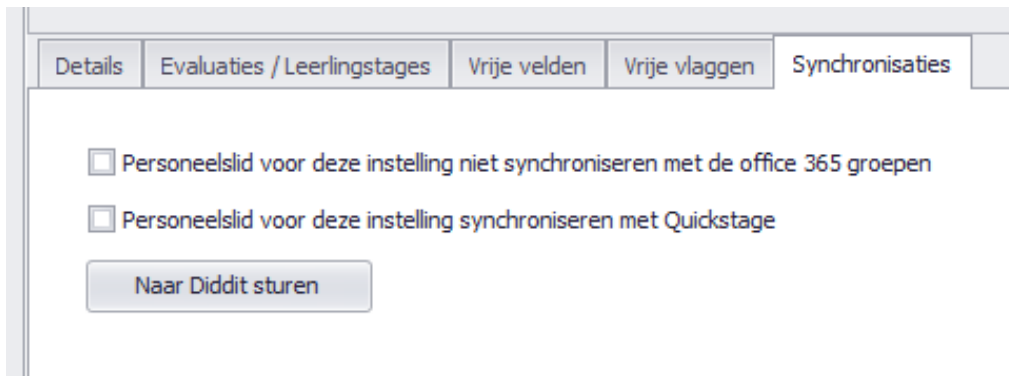 Details Evaluaties / Leerlingstages Vrije velden Vrije vlaggen Synchronisaties
Personeelslid voor deze instelling niet synchroniseren met de office 365 groepen
Personeelslid voor deze instelling synchroniseren met Quickstage
Naar Diddit sturen